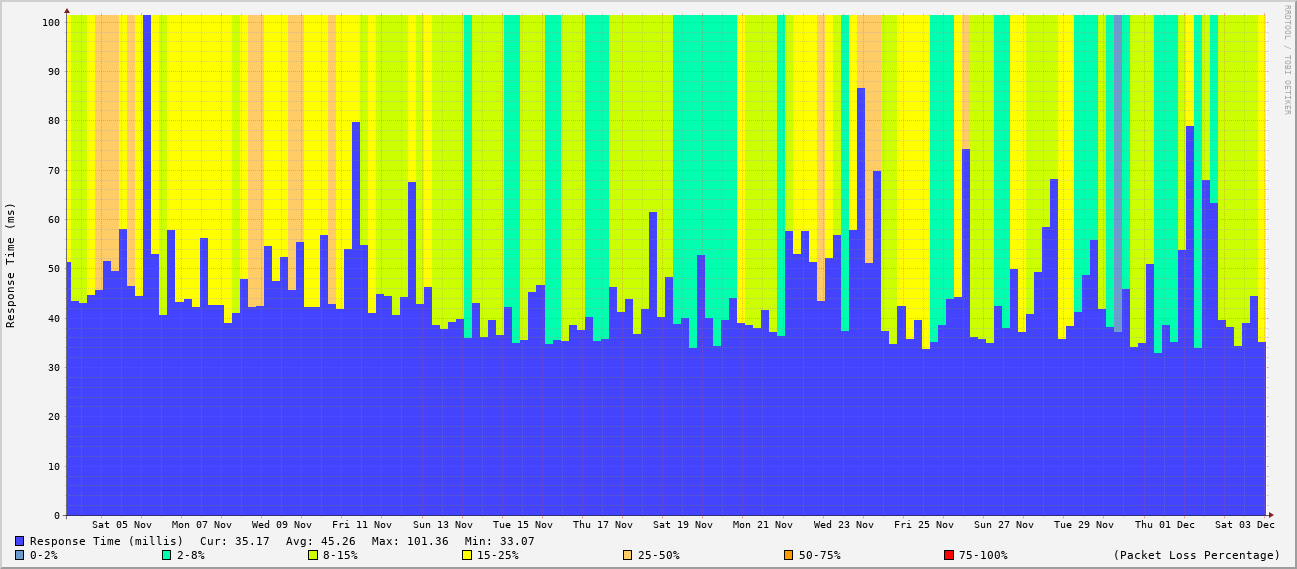 RRDTOOL / TOBI OETIKER
Response Time (ms)
100
90
80
70
60
50
40
30
20
10
0
Sat 05 Nov Mon 07 Nov Wed 09 Nov Fri 11 Nov Sun 13 Nov Tue 15 Nov Thu 17 Nov Sat 19 Nov Mon 21 Nov Wed 23 Nov Fri 25 Nov Sun 27 Nov Tue 29 Nov Thu 01 Dec Sat 03 Dec
Response Time (millis) Cur: 35.17 Avg: 45.26 Max: 101.36 Min: 33.07
0-2% 2-8% 8-15% 15-25% 25-50% 50-75% 75-100% (Packet Loss Percentage)